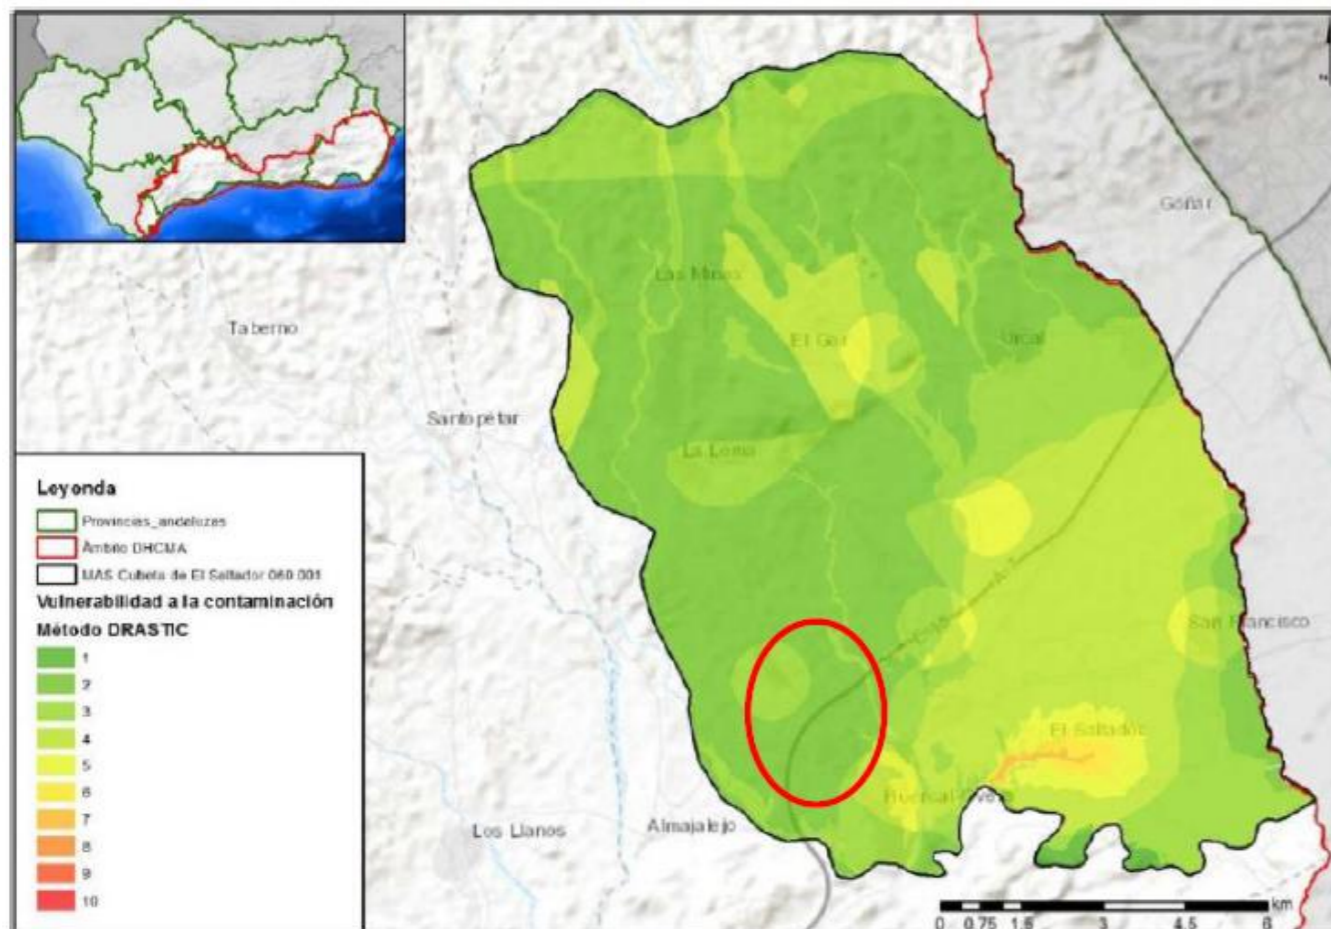 Goñar
Las Minas
Taberno
El Gor
Urcal
Santopétar
La Loma
Leyenda
Provincias_andaluzas
Ámbito DHCMA
MAS Cubeta de El Saltador 060.001
Vulnerabilidad a la contaminación
Método DRASTIC
1
2
3
4
5
6
7
8
9
10
San Francisco
El Saltador
Huércal-Overa
Los Llanos
Almajalejo
km
0 0.75 1.5 3 4.5 6